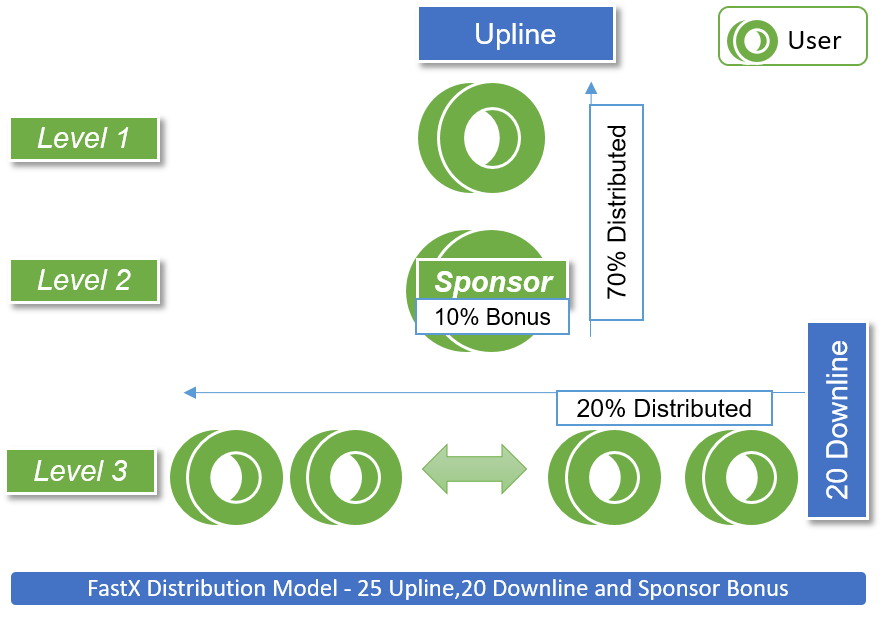 Upline
User
Level 1
70% Distributed
Level 2
Sponsor
10% Bonus
20% Distributed
20 Downline
Level 3
FastX Distribution Model - 25 Upline,20 Downline and Sponsor Bonus